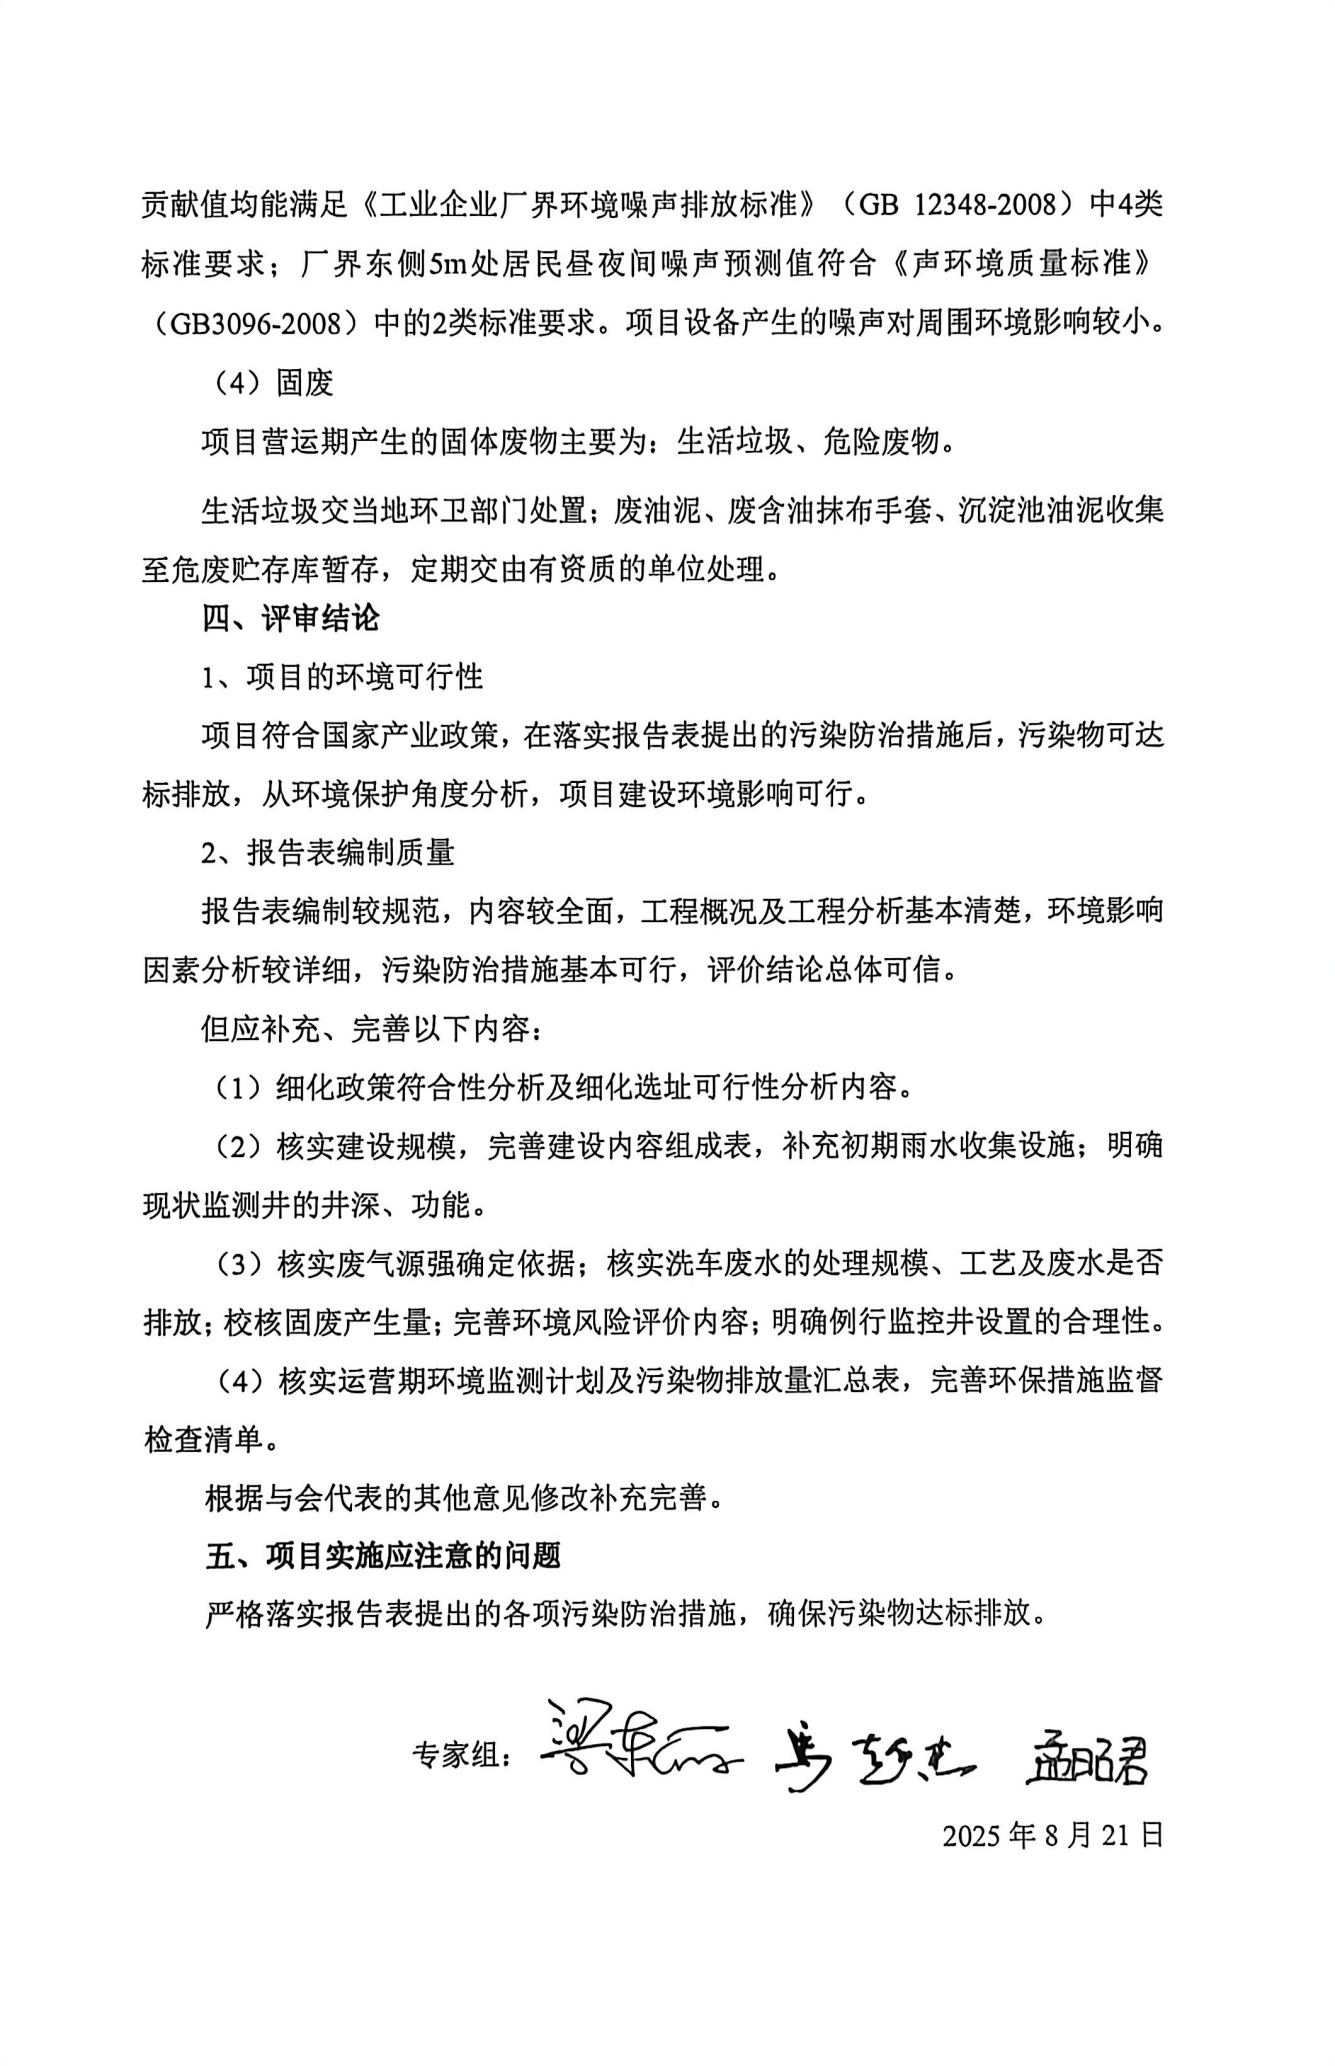 贡献值均能满足《工业企业厂界环境噪声排放标准》（GB 12348-2008）中4类
标准要求；厂界东侧5m处居民昼夜间噪声预测值符合《声环境质量标准》
（GB3096-2008）中的2类标准要求。项目设备产生的噪声对周围环境影响较小。
（4）固废
项目营运期产生的固体废物主要为：生活垃圾、危险废物。
生活垃圾交当地环卫部门处置；废油泥、废含油抹布手套、沉淀池油泥收集
至危废贮存库暂存，定期交由有资质的单位处理。
四、评审结论
1、项目的环境可行性
项目符合国家产业政策，在落实报告表提出的污染防治措施后，污染物可达
标排放，从环境保护角度分析，项目建设环境影响可行。
2、报告表编制质量
报告表编制较规范，内容较全面，工程概况及工程分析基本清楚，环境影响
因素分析较详细，污染防治措施基本可行，评价结论总体可信。
但应补充、完善以下内容：
（1）细化政策符合性分析及细化选址可行性分析内容。
（2）核实建设规模，完善建设内容组成表，补充初期雨水收集设施；明确
现状监测井的井深、功能。
（3）核实废气源强确定依据；核实洗车废水的处理规模、工艺及废水是否
排放；校核固废产生量；完善环境风险评价内容；明确例行监控井设置的合理性。
（4）核实运营期环境监测计划及污染物排放量汇总表，完善环保措施监督
检查清单。
根据与会代表的其他意见修改补充完善。
五、项目实施应注意的问题
严格落实报告表提出的各项污染防治措施，确保污染物达标排放。
专家组： 孟昭君
2025 年 8 月 21 日